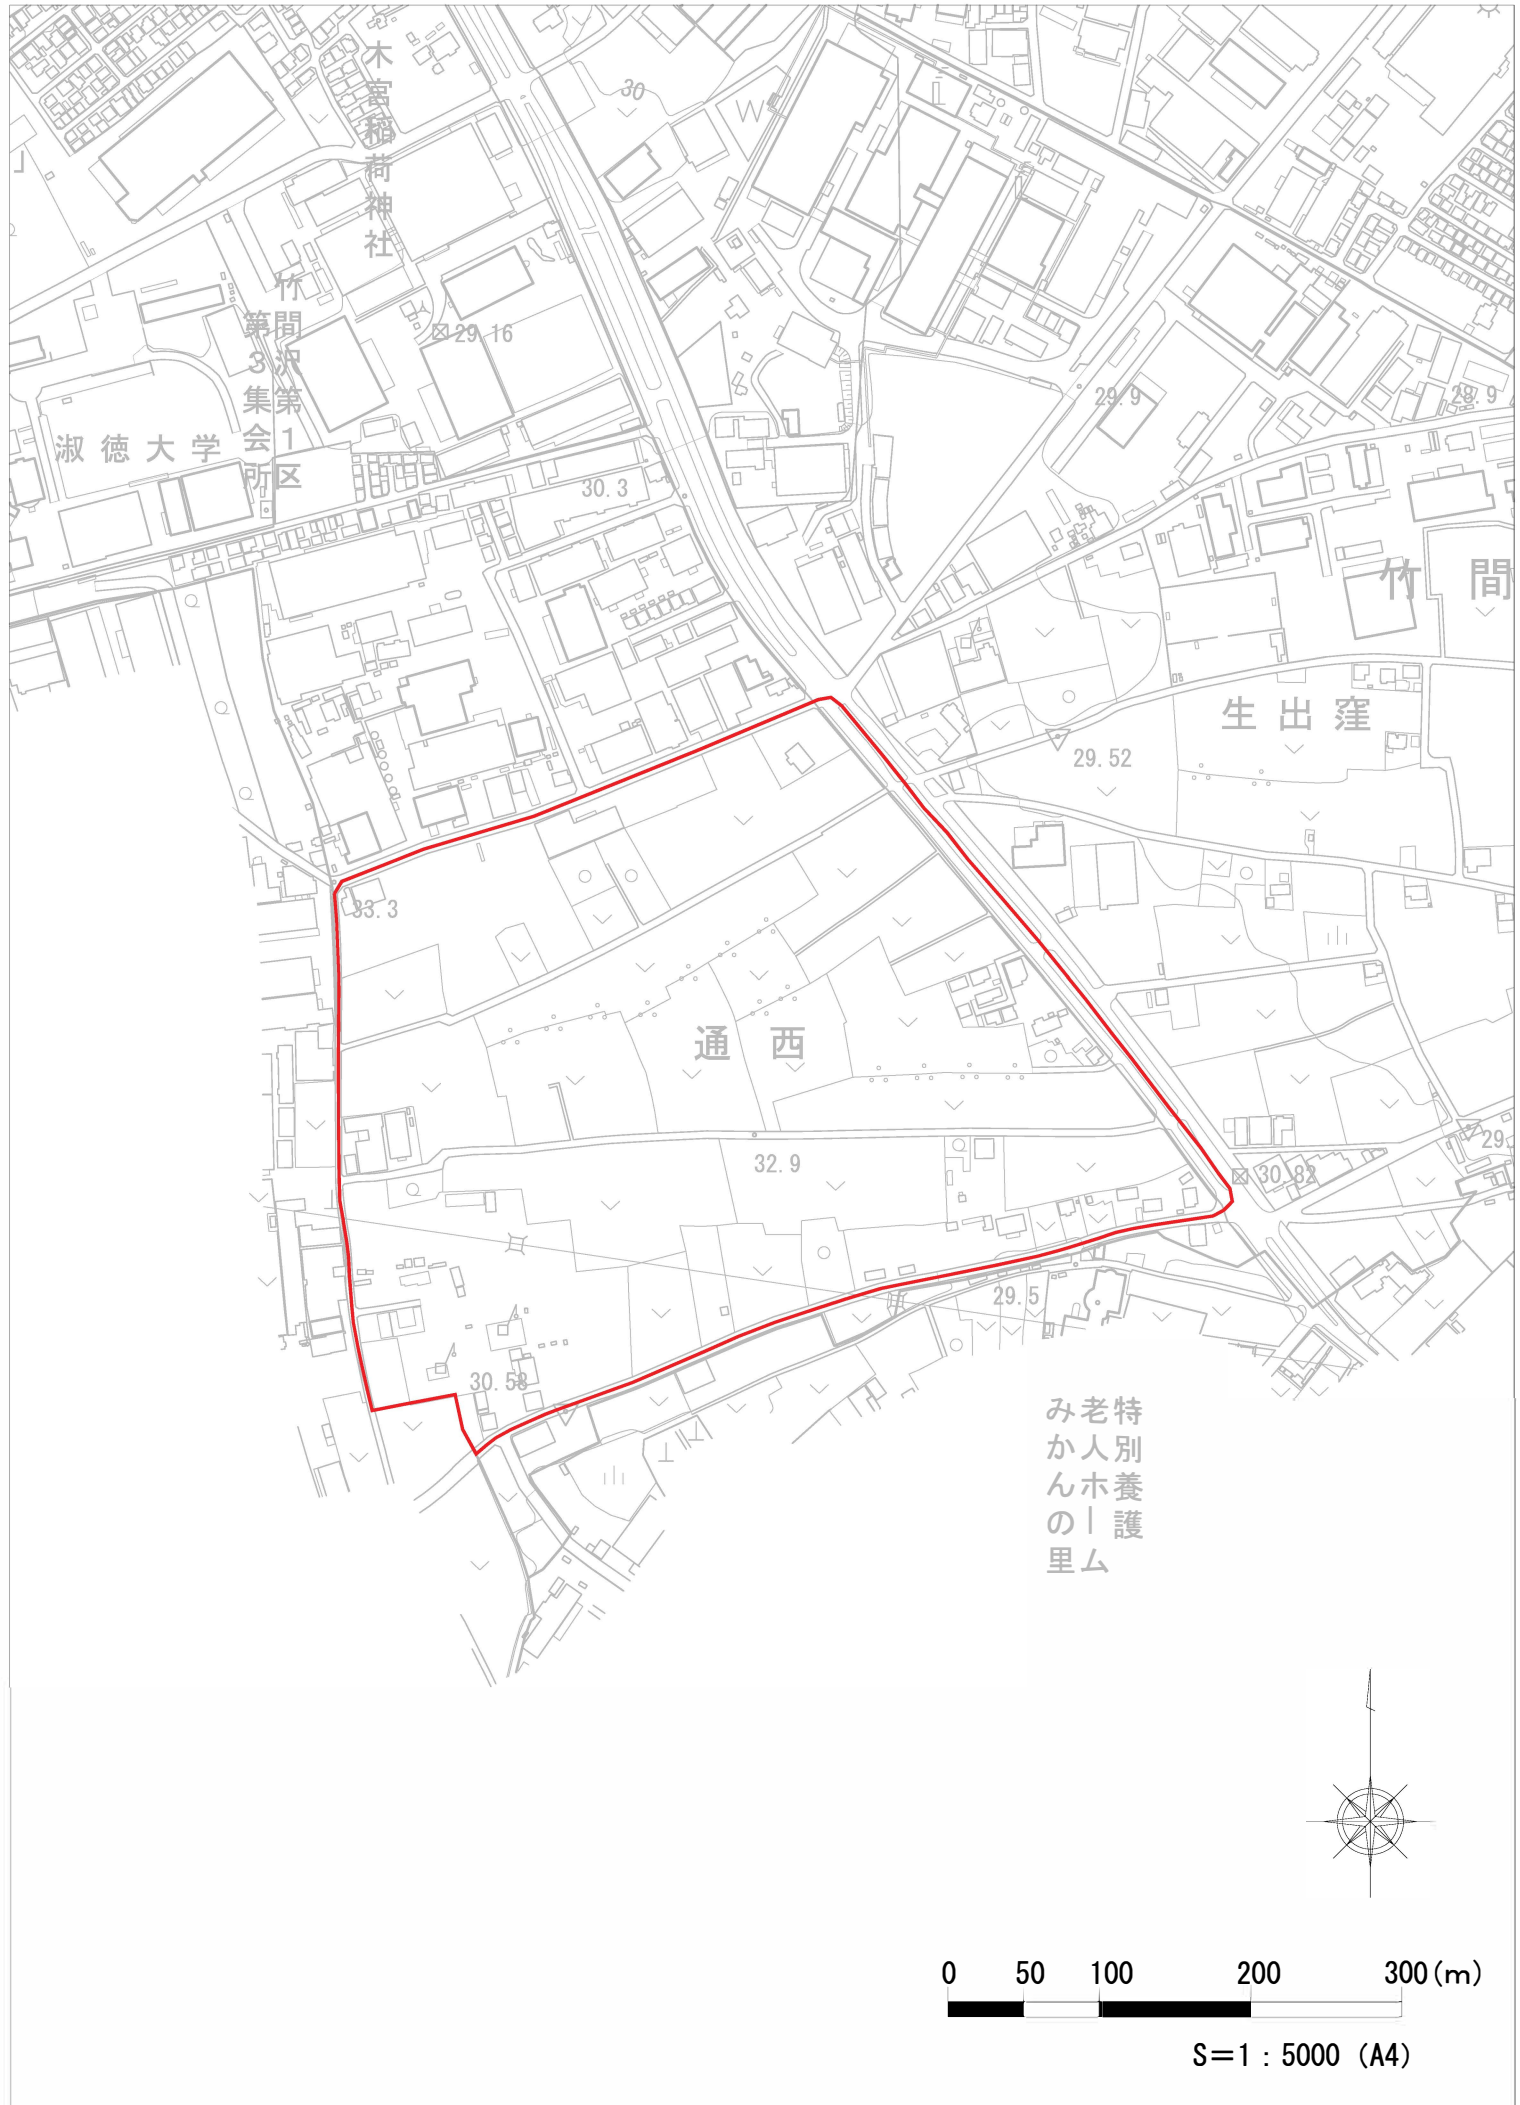 木宮稲荷神社
30
竹間沢第1区
第3集会所
29.16
淑徳大学
30.3
29.9
28.9
竹間
生出窪
29.52
33.3
通西
32.9
30.82
29.5
30.58
特別養護
老人ホーム
みかんの里
0 50 100 200 300(m)
S=1:5000 (A4)